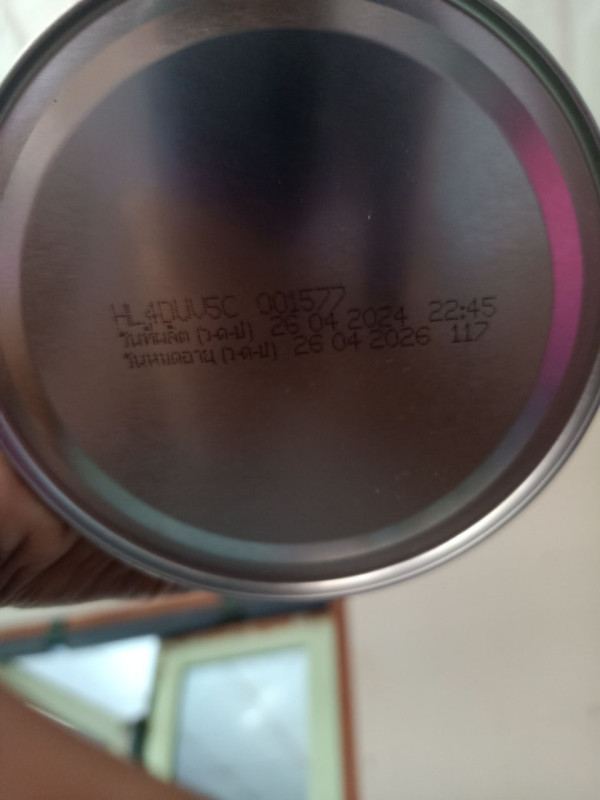 HL4DUV5C 001577
วันที่ผลิต (ว-ด-ป) 26 04 2024 22:45
วันหมดอายุ (ว-ด-ป) 26 04 2026 117